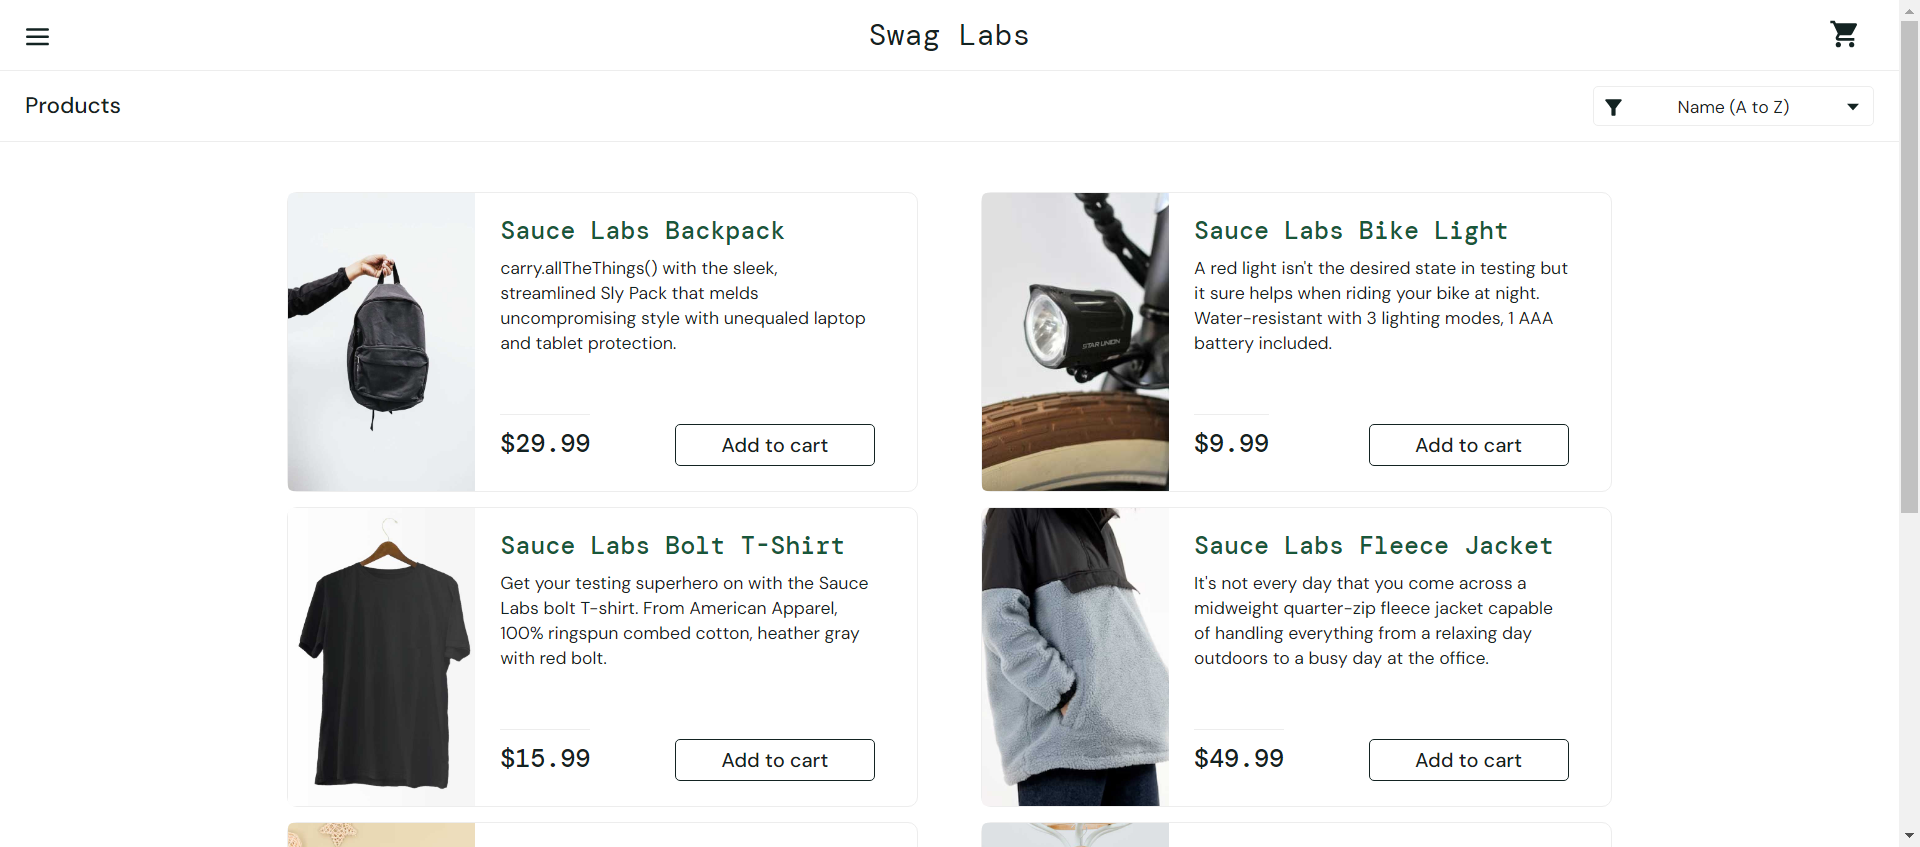 Swag Labs
Products
Name (A to Z)
Sauce Labs Backpack
carry.allTheThings() with the sleek,
streamlined Sly Pack that melds
uncompromising style with unequaled laptop
and tablet protection.
$29.99
Add to cart
Sauce Labs Bike Light
A red light isn't the desired state in testing but
it sure helps when riding your bike at night.
Water-resistant with 3 lighting modes, 1 AAA
battery included.
STAR UNION
$9.99
Add to cart
Sauce Labs Bolt T-Shirt
Get your testing superhero on with the Sauce
Labs bolt T-shirt. From American Apparel,
100% ringspun combed cotton, heather gray
with red bolt.
$15.99
Add to cart
Sauce Labs Fleece Jacket
It's not every day that you come across a
midweight quarter-zip fleece jacket capable
of handling everything from a relaxing day
outdoors to a busy day at the office.
$49.99
Add to cart